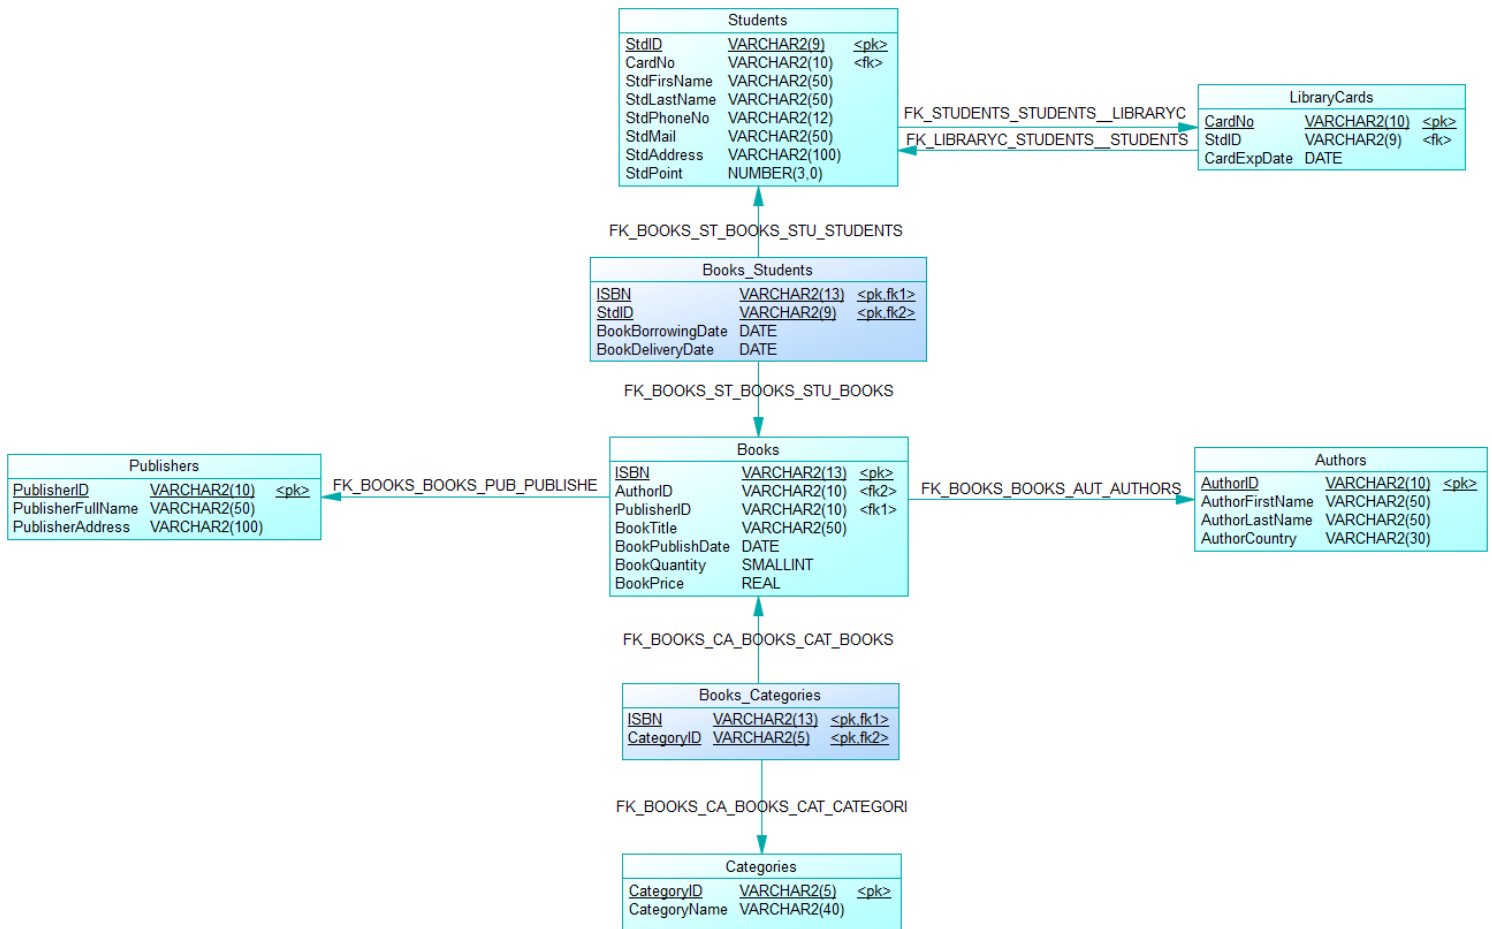 Students
StdID VARCHAR2(9) <pk>
CardNo VARCHAR2(10) <fk>
StdFirsName VARCHAR2(50)
StdLastName VARCHAR2(50)
StdPhoneNo VARCHAR2(12)
StdMail VARCHAR2(50)
StdAddress VARCHAR2(100)
StdPoint NUMBER(3,0)
FK_STUDENTS_STUDENTS__LIBRARYC
FK_LIBRARYC_STUDENTS__STUDENTS
LibraryCards
CardNo VARCHAR2(10) <pk>
StdID VARCHAR2(9) <fk>
CardExpDate DATE
FK_BOOKS_ST_BOOKS_STU_STUDENTS
Books_Students
ISBN VARCHAR2(13) <pk,fk1>
StdID VARCHAR2(9) <pk,fk2>
BookBorrowingDate DATE
BookDeliveryDate DATE
FK_BOOKS_ST_BOOKS_STU_BOOKS
Publishers
PublisherID VARCHAR2(10) <pk>
PublisherFullName VARCHAR2(50)
PublisherAddress VARCHAR2(100)
FK_BOOKS_BOOKS_PUB_PUBLISHE
Books
ISBN VARCHAR2(13) <pk>
AuthorID VARCHAR2(10) <fk2>
PublisherID VARCHAR2(10) <fk1>
BookTitle VARCHAR2(50)
BookPublishDate DATE
BookQuantity SMALLINT
BookPrice REAL
FK_BOOKS_BOOKS_AUT_AUTHORS
Authors
AuthorID VARCHAR2(10) <pk>
AuthorFirstName VARCHAR2(50)
AuthorLastName VARCHAR2(50)
AuthorCountry VARCHAR2(30)
FK_BOOKS_CA_BOOKS_CAT_BOOKS
Books_Categories
ISBN VARCHAR2(13) <pk,fk1>
CategoryID VARCHAR2(5) <pk,fk2>
FK_BOOKS_CA_BOOKS_CAT_CATEGORI
Categories
CategoryID VARCHAR2(5) <pk>
CategoryName VARCHAR2(40)